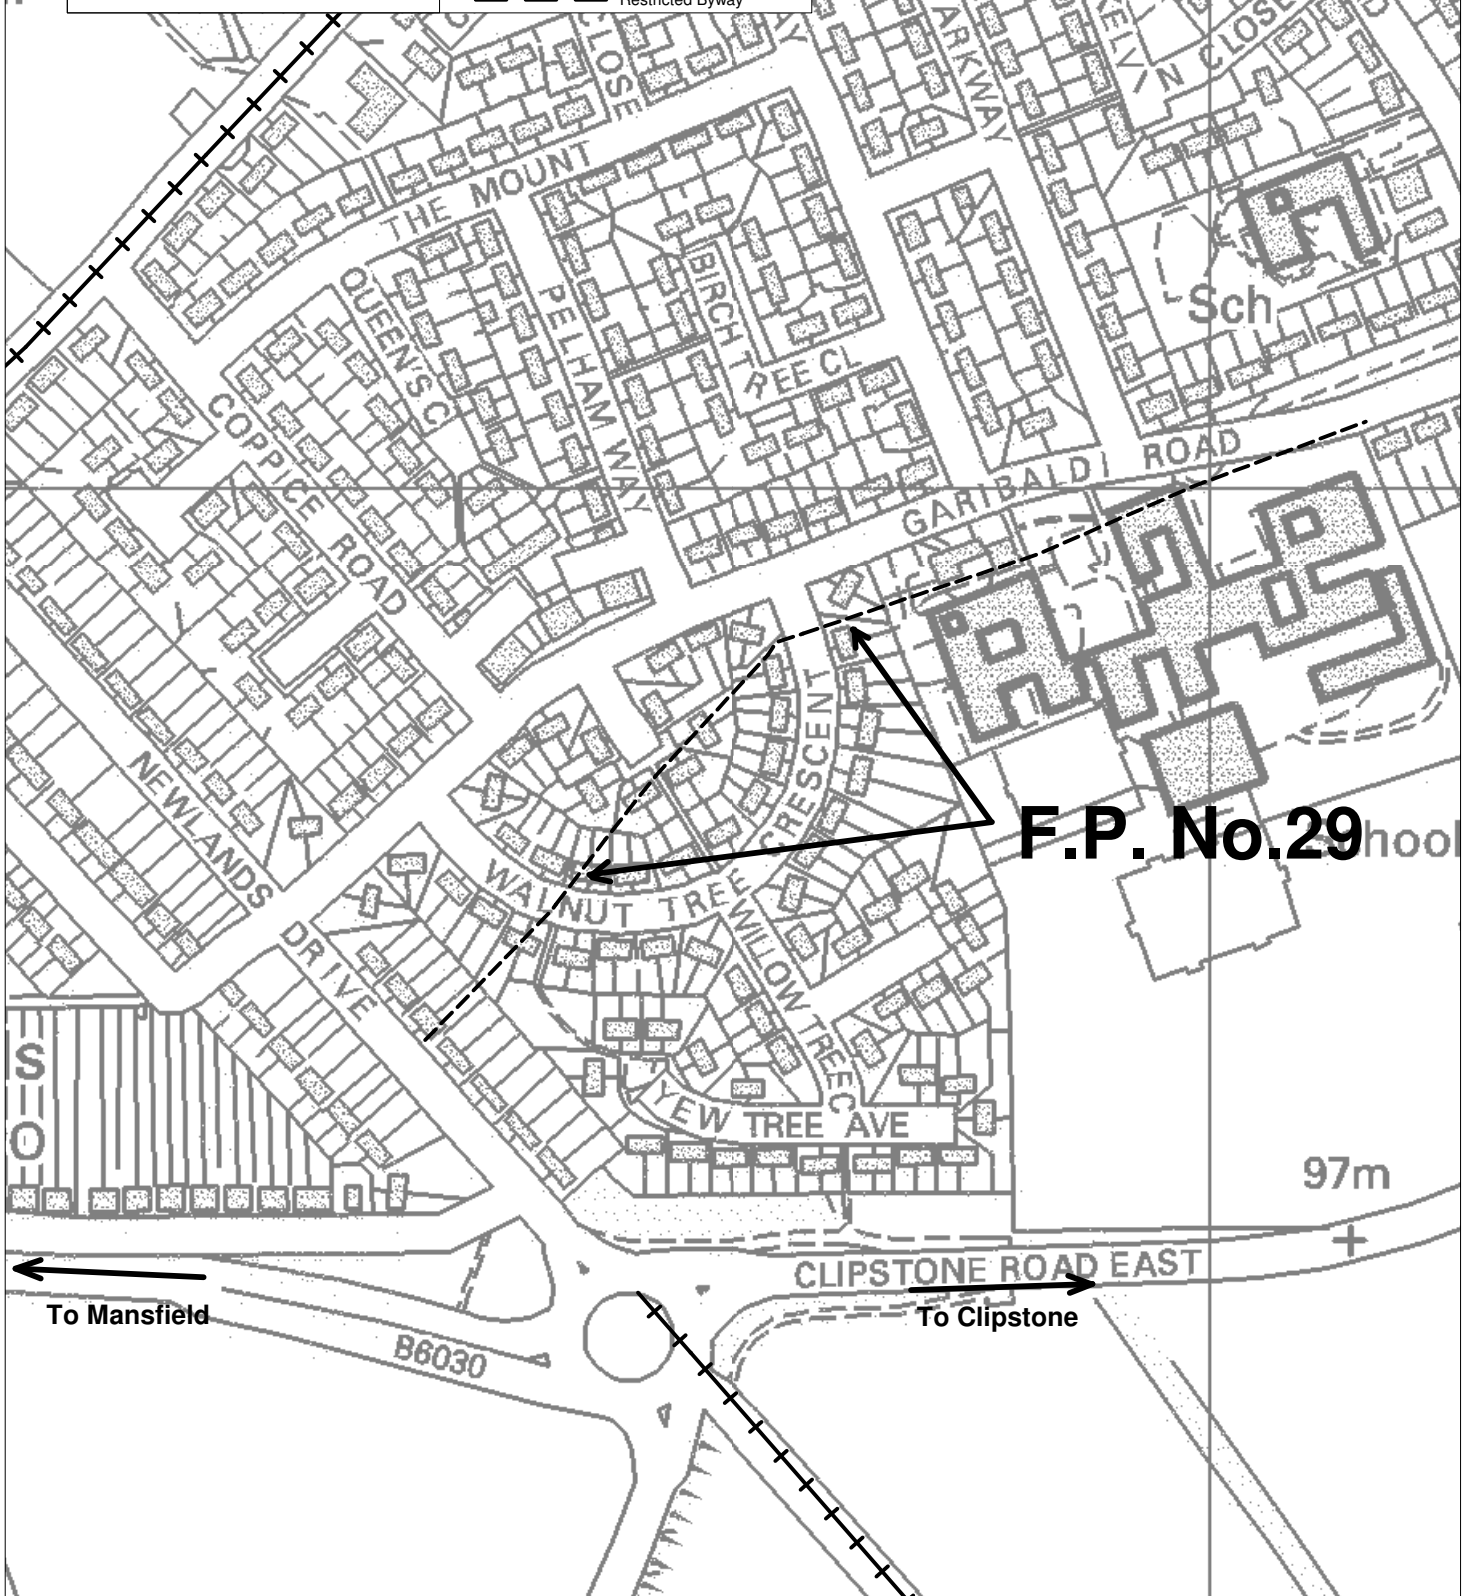 Restricted Byway
CLOSE
PARKWAY
KELVIN CLOSE
THE MOUNT
QUEEN'S C
PELHAM WAY
BIRCH TREE CL
Sch
COPPICE ROAD
GARIBALDI ROAD
NEWLANDS DRIVE
WALNUT TREE CRESCENT
F.P. No.29
School
WILLOW TREE C
YEW TREE AVE
S
O
97m
CLIPSTONE ROAD EAST
To Mansfield
To Clipstone
B6030